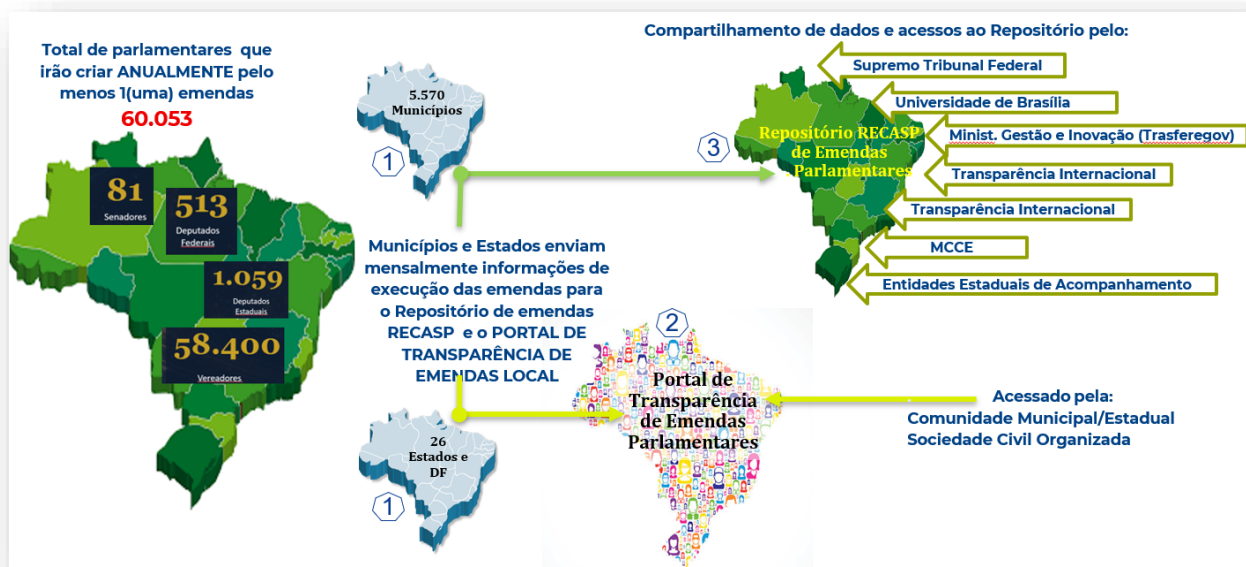 Total de parlamentares que
irão criar ANUALMENTE pelo
menos 1(uma) emendas
60.053
81
Senadores
513
Deputados
Federais
1.059
Deputados
Estaduais
58.400
Vereadores
5.570
Municípios
1
Municípios e Estados enviam
mensalmente informações de
execução das emendas para
o Repositório de emendas
RECASP e o PORTAL DE
TRANSPARÊNCIA DE
EMENDAS LOCAL
26
Estados e
DF
1
2
Portal de
Transparência
de Emendas
Parlamentares
Acessado pela:
Comunidade Municipal/Estadual
Sociedade Civil Organizada
Compartilhamento de dados e acessos ao Repositório pelo:
3
Repositório RECASP
de Emendas
- Parlamentares
Supremo Tribunal Federal
Universidade de Brasília
Minist. Gestão e Inovação (Trasferegov)
Transparência Internacional
Transparência Internacional
MCCE
Entidades Estaduais de Acompanhamento